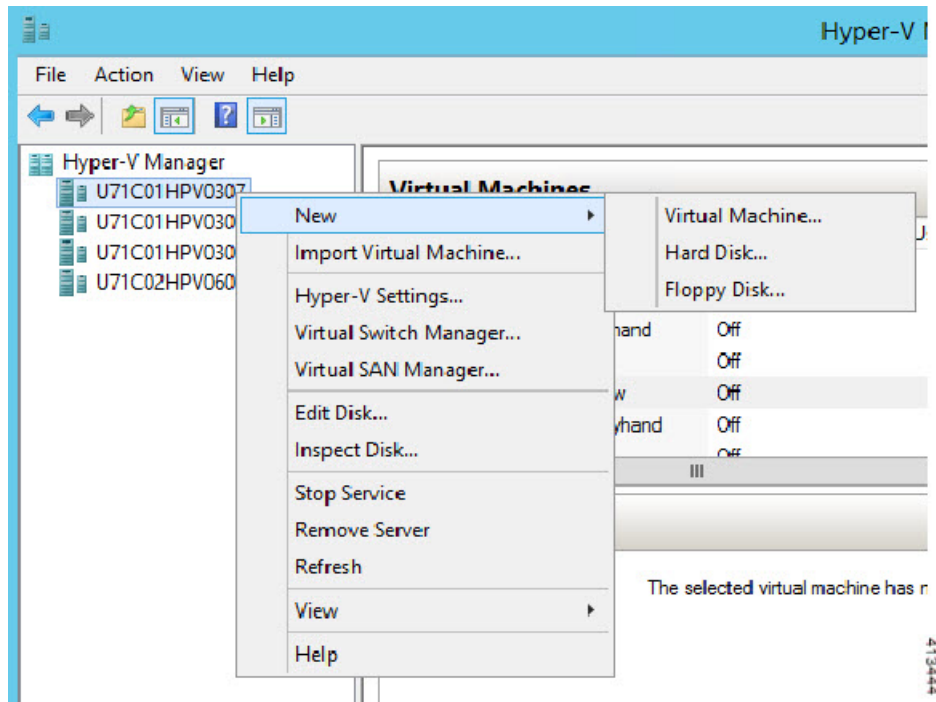 Hyper-V
File Action View Help
Hyper-V Manager
U71C01HPV0307
U71C01HPV030
U71C01HPV030
U71C02HPV060
Virtual Machines
New
Import Virtual Machine...
Hyper-V Settings...
Virtual Switch Manager...
Virtual SAN Manager...
Edit Disk...
Inspect Disk...
Stop Service
Remove Server
Refresh
View
Help
Virtual Machine...
Hard Disk...
Floppy Disk...
hand Off
Off
w Off
yhand Off
Off
The selected virtual machine has n
413444